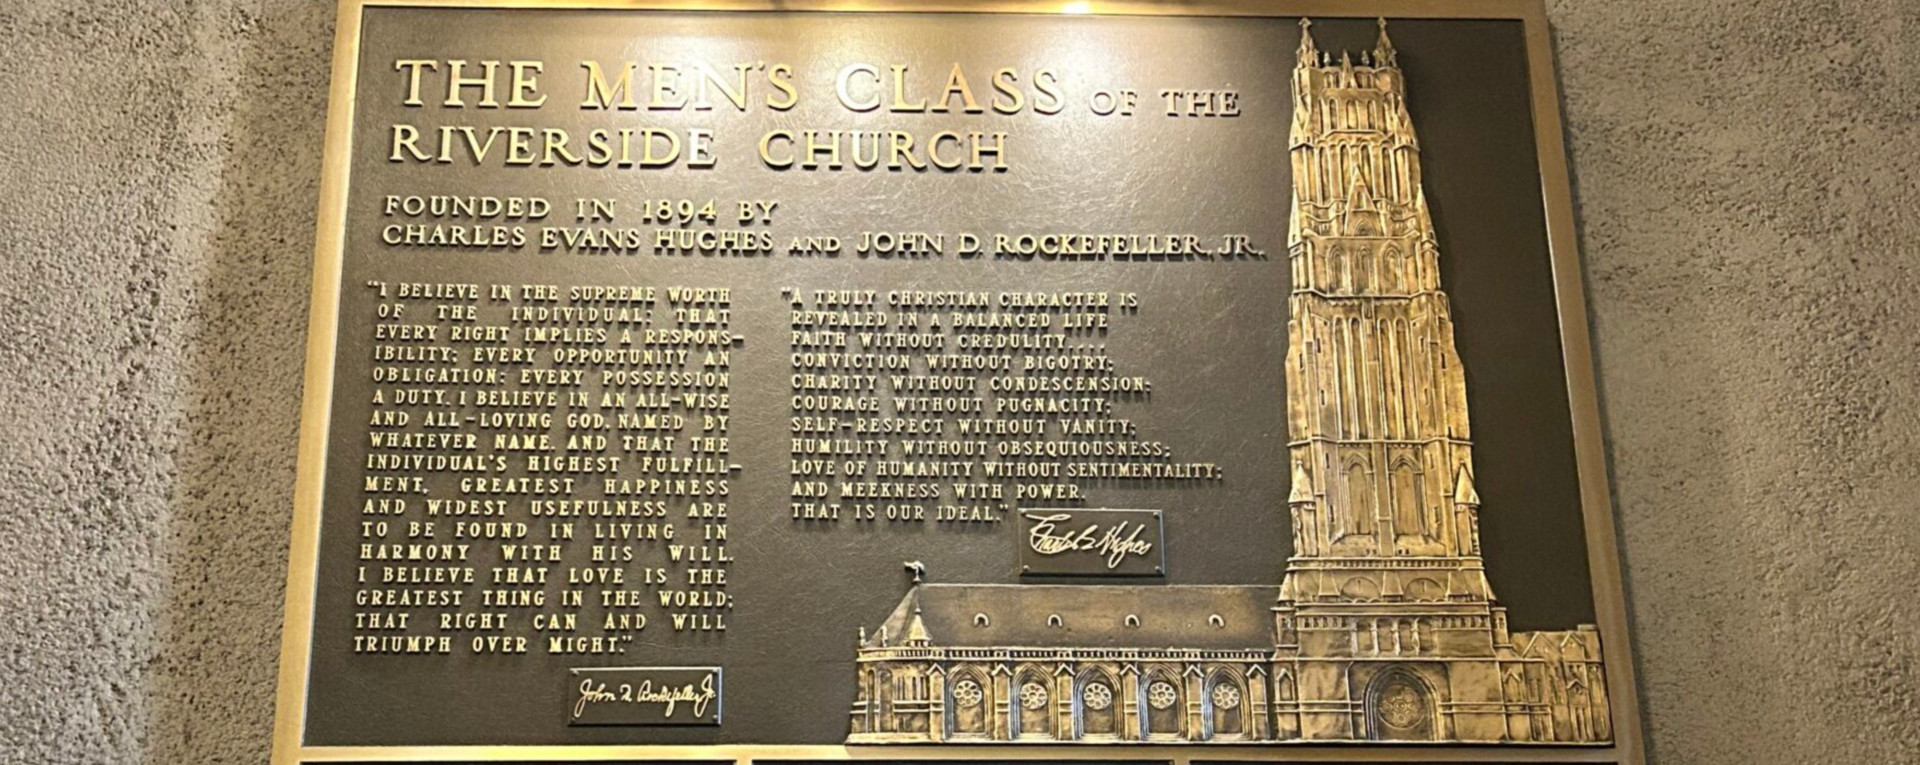 THE MEN'S CLASS OF THE
RIVERSIDE CHURCH
FOUNDED IN 1894 BY
CHARLES EVANS HUGHES AND JOHN D. ROCKEFELLER, JR.
"I BELIEVE IN THE SUPREME WORTH
OF THE INDIVIDUAL; THAT
EVERY RIGHT IMPLIES A RESPONS-
IBILITY; EVERY OPPORTUNITY AN
OBLIGATION; EVERY POSSESSION
A DUTY. I BELIEVE IN AN ALL-WISE
AND ALL-LOVING GOD, NAMED BY
WHATEVER NAME, AND THAT THE
INDIVIDUAL'S HIGHEST FULFILL-
MENT, GREATEST HAPPINESS
AND WIDEST USEFULNESS ARE
TO BE FOUND IN LIVING IN
HARMONY WITH HIS WILL.
I BELIEVE THAT LOVE IS THE
GREATEST THING IN THE WORLD;
THAT RIGHT CAN AND WILL
TRIUMPH OVER MIGHT."
John D. Rockefeller Jr.
"A TRULY CHRISTIAN CHARACTER IS
REVEALED IN A BALANCED LIFE
FAITH WITHOUT CREDULITY....
CONVICTION WITHOUT BIGOTRY;
CHARITY WITHOUT CONDESCENSION;
COURAGE WITHOUT PUGNACITY;
SELF-RESPECT WITHOUT VANITY;
HUMILITY WITHOUT OBSEQUIOUSNESS;
LOVE OF HUMANITY WITHOUT SENTIMENTALITY;
AND MEEKNESS WITH POWER.
THAT IS OUR IDEAL."
Charles E. Hughes